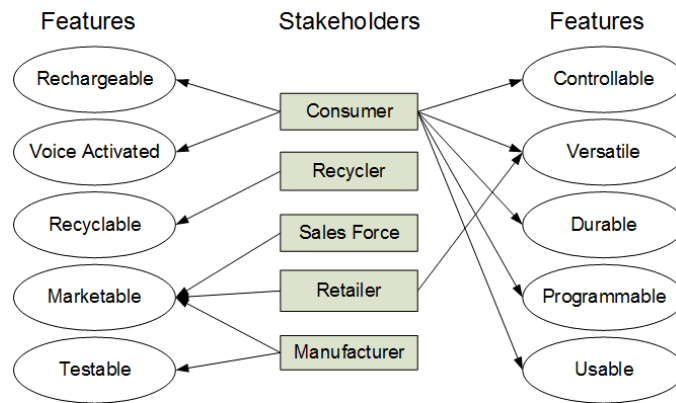 Features
Stakeholders
Features
Rechargeable
Consumer
Controllable
Voice Activated
Recycler
Versatile
Recyclable
Sales Force
Durable
Marketable
Retailer
Programmable
Testable
Manufacturer
Usable